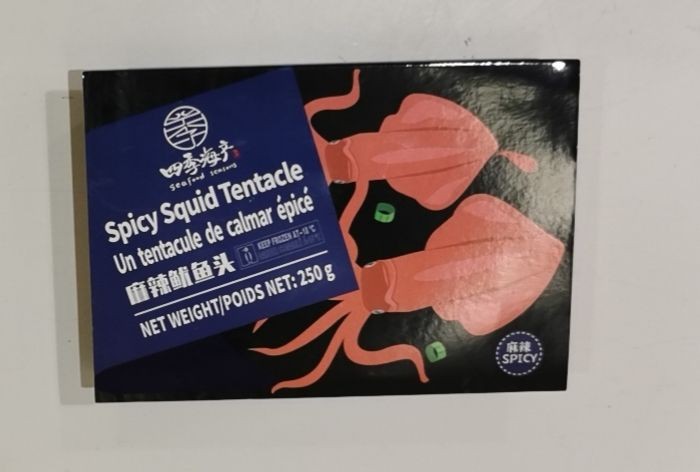 季
四季海产
seafood seasons
Spicy Squid Tentacle
Un tentacule de calmar épicé
KEEP FROZEN AT-18 °C
麻辣鱿鱼头
NET WEIGHT/POIDS NET: 250 g
麻辣
SPICY